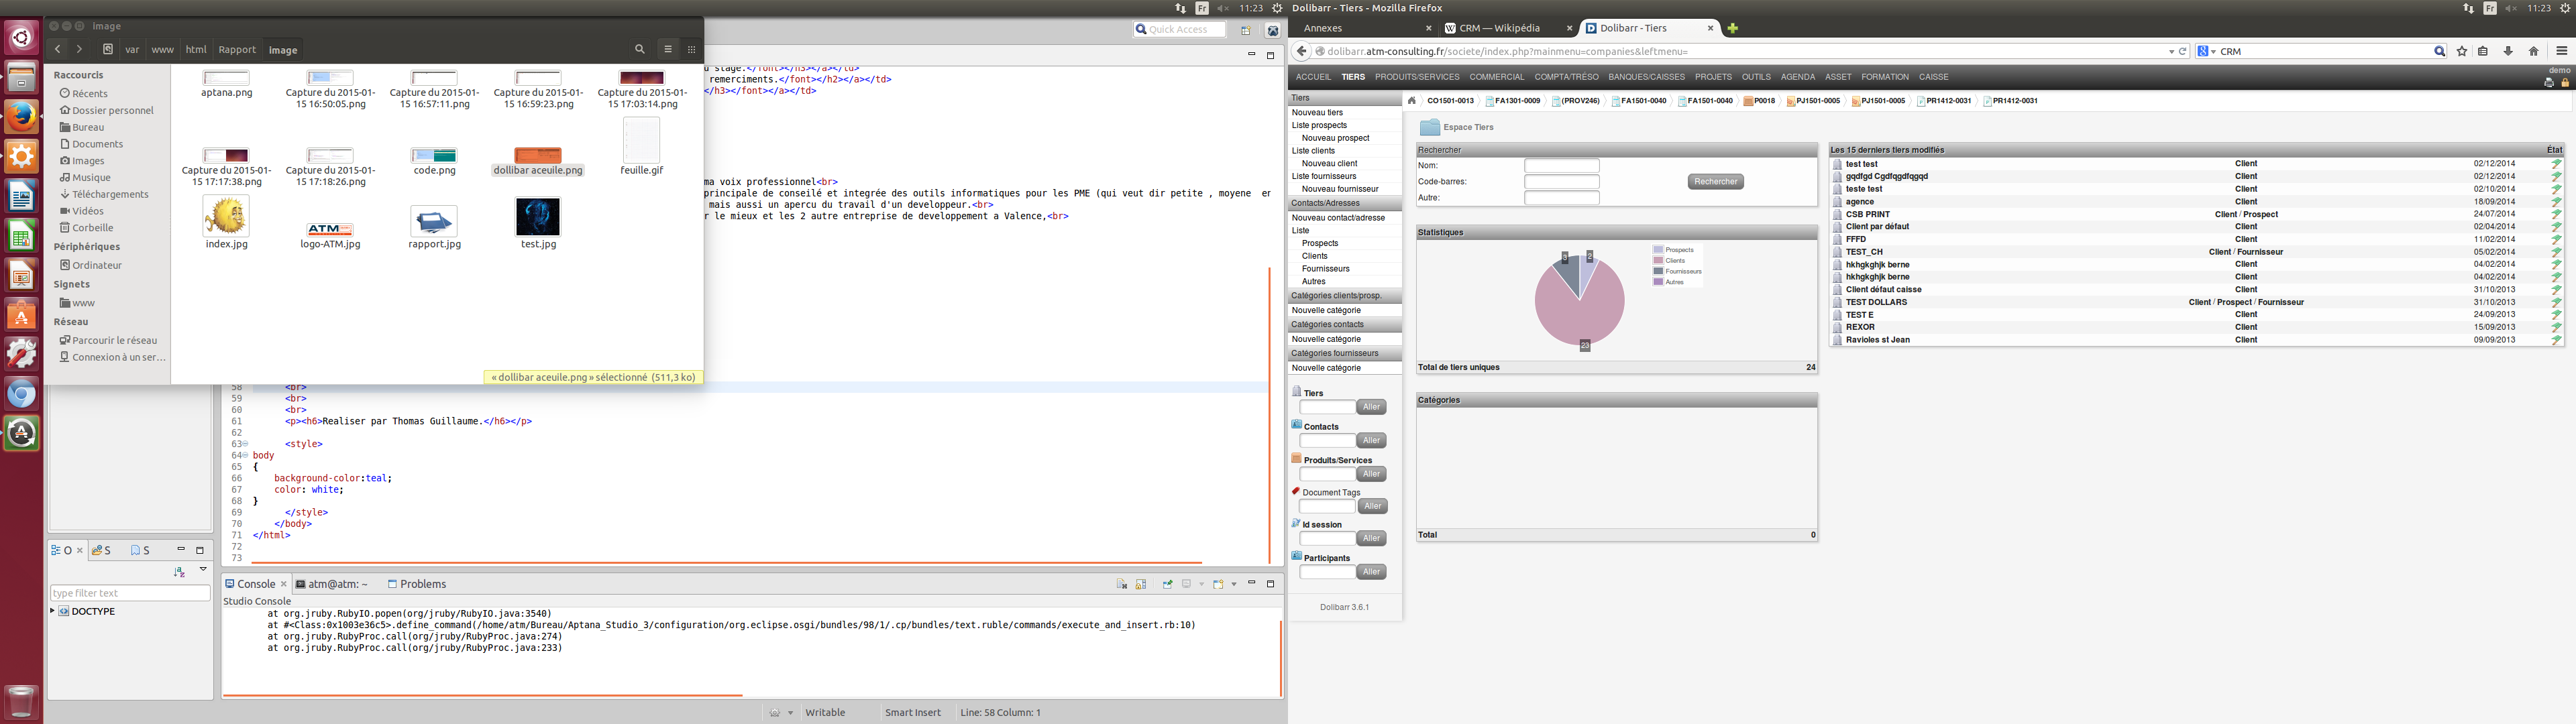 Fr
11:23
Image
var
www
html
Rapport
image
Quick Access
Raccourcis
Récents
Dossier personnel
Bureau
Documents
Images
Musique
Téléchargements
Vidéos
Corbeille
Périphériques
Ordinateur
Signets
www
Réseau
Parcourir le réseau
Connexion à un ser…
aptana.png
Capture du 2015-01-
15 16:50:05.png
Capture du 2015-01-
15 16:57:11.png
Capture du 2015-01-
15 16:59:23.png
Capture du 2015-01-
15 17:03:14.png
Capture du 2015-01-
15 17:17:38.png
Capture du 2015-01-
15 17:18:26.png
code.png
dollibar aceuile.png
feuille.gif
index.jpg
logo-ATM.jpg
rapport.jpg
test.jpg
« dollibar aceuile.png » sélectionné (511,3 ko)
u stage.</font></h3></a></td>
remerciments.</font></h2></a></td>
</h3></font></a></td>
ma voix professionnel<br>
principale de conseilé et integrée des outils informatiques pour les PME (qui veut dir petite , moyene en
mais aussi un apercu du travail d'un developpeur.<br>
r le mieux et les 2 autre entreprise de developpement a Valence,<br>
58 <br>
59 <br>
60 <br>
61 <p><h6>Realiser par Thomas Guillaume.</h6></p>
62
63 <style>
64 body
65 {
66 background-color:teal;
67 color: white;
68 }
69 </style>
70 </body>
71 </html>
72
73
O
S
S
type filter text
DOCTYPE
Console
atm@atm: ~
Problems
Studio Console
at org.jruby.RubyIO.popen(org/jruby/RubyIO.java:3540)
at #<Class:0x1003e36c5>.define_command(/home/atm/Bureau/Aptana_Studio_3/configuration/org.eclipse.osgi/bundles/98/1/.cp/bundles/text.ruble/commands/execute_and_insert.rb:10)
at org.jruby.RubyProc.call(org/jruby/RubyProc.java:274)
at org.jruby.RubyProc.call(org/jruby/RubyProc.java:233)
Writable
Smart Insert
Line: 58 Column: 1
Dolibarr - Tiers - Mozilla Firefox
Fr
11:23
Annexes
CRM — Wikipédia
Dolibarr - Tiers
dolibarr.atm-consulting.fr/societe/index.php?mainmenu=companies&leftmenu=
CRM
ACCUEIL TIERS PRODUITS/SERVICES COMMERCIAL COMPTA/TRÉSO BANQUES/CAISSES PROJETS OUTILS AGENDA ASSET FORMATION CAISSE
demo
CO1501-0013 FA1301-0009 (PROV246) FA1501-0040 FA1501-0040 P0018 PJ1501-0005 PJ1501-0005 PR1412-0031 PR1412-0031
Tiers
Nouveau tiers
Liste prospects
Nouveau prospect
Liste clients
Nouveau client
Liste fournisseurs
Nouveau fournisseur
Contacts/Adresses
Nouveau contact/adresse
Liste
Prospects
Clients
Fournisseurs
Autres
Catégories clients/prosp.
Nouvelle catégorie
Catégories contacts
Nouvelle catégorie
Catégories fournisseurs
Nouvelle catégorie
Tiers
Aller
Contacts
Aller
Produits/Services
Aller
Document Tags
Aller
Id session
Aller
Participants
Aller
Dolibarr 3.6.1
Espace Tiers
Rechercher
Nom:
Code-barres:
Autre:
Rechercher
Statistiques
3
2
23
Prospects
Clients
Fournisseurs
Autres
Total de tiers uniques 24
Catégories
Total 0
Les 15 derniers tiers modifiés État
test test Client 02/12/2014
gqdfgd Cgdfqgdfqgqd Client 02/12/2014
teste test Client 02/10/2014
agence Client 18/09/2014
CSB PRINT Client / Prospect 24/07/2014
Client par défaut Client 02/04/2014
FFFD Client 11/02/2014
TEST_CH Client / Fournisseur 05/02/2014
hkhgkghjk berne Client 04/02/2014
hkhgkghjk berne Client 04/02/2014
Client défaut caisse Client 31/10/2013
TEST DOLLARS Client / Prospect / Fournisseur 31/10/2013
TEST E Client 24/09/2013
REXOR Client 15/09/2013
Ravioles st Jean Client 09/09/2013